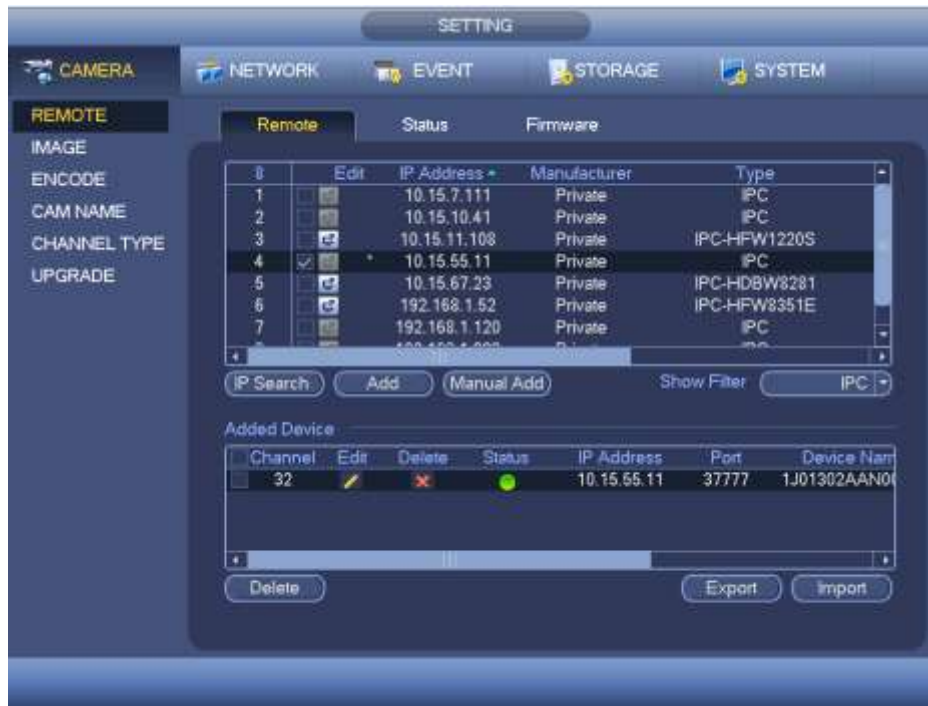 SETTING
CAMERA NETWORK EVENT STORAGE SYSTEM
REMOTE
IMAGE
ENCODE
CAM NAME
CHANNEL TYPE
UPGRADE
Remote Status Firmware
8 Edit IP Address Manufacturer Type
1 10.15.7.111 Private IPC
2 10.15.10.41 Private IPC
3 10.15.11.108 Private IPC-HFW1220S
4 * 10.15.55.11 Private IPC
5 10.15.67.23 Private IPC-HDBW8281
6 192.168.1.52 Private IPC-HFW8351E
7 192.168.1.120 Private IPC
IP Search Add Manual Add Show Filter IPC
Added Device
Channel Edit Delete Status IP Address Port Device Nam
32 10.15.55.11 37777 1J01302AAN00
Delete Export Import